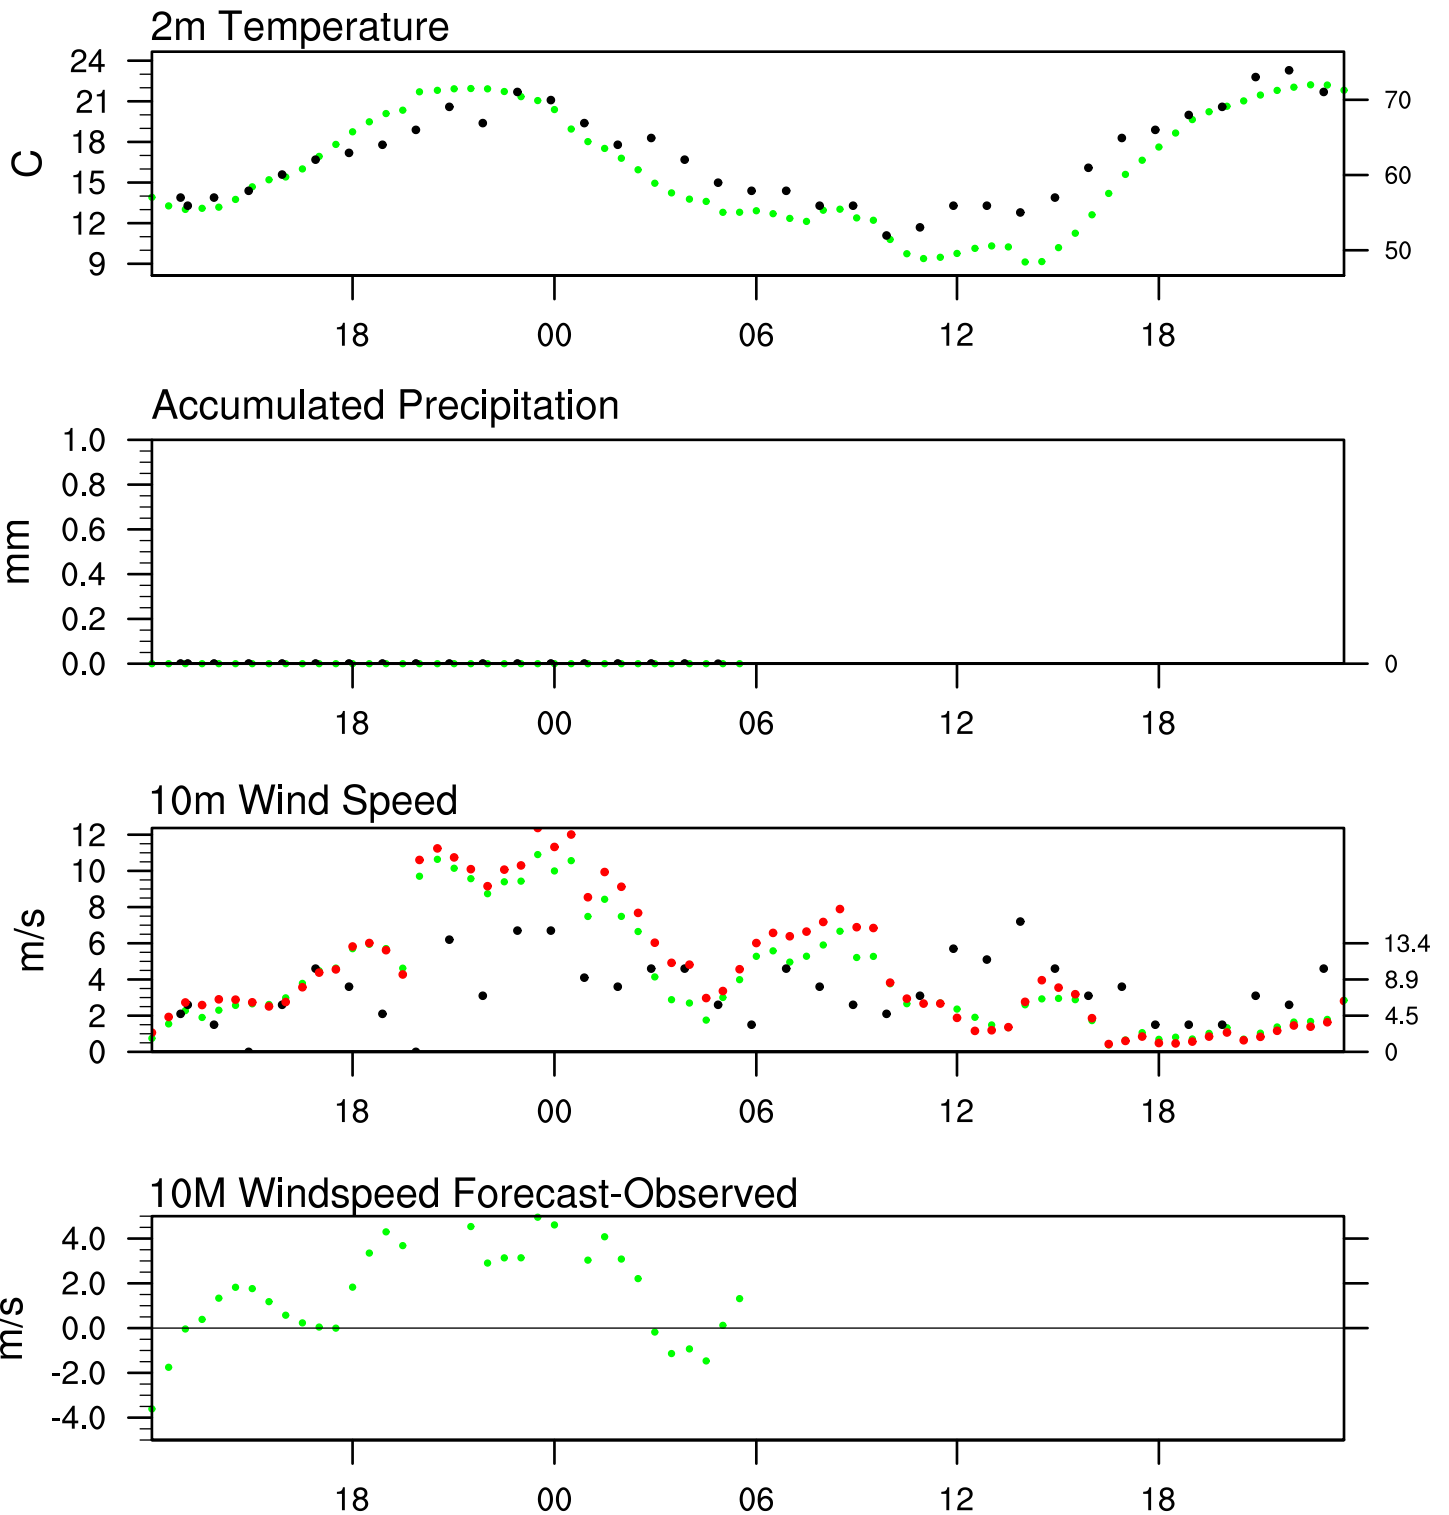 2m Temperature
24
21
18
15
12
9
C
70
60
50
18 00 06 12 18
Accumulated Precipitation
1.0
0.8
0.6
0.4
0.2
0.0
mm
0
18 00 06 12 18
10m Wind Speed
12
10
8
6
4
2
0
m/s
13.4
8.9
4.5
0
18 00 06 12 18
10M Windspeed Forecast-Observed
4.0
2.0
0.0
-2.0
-4.0
m/s
18 00 06 12 18